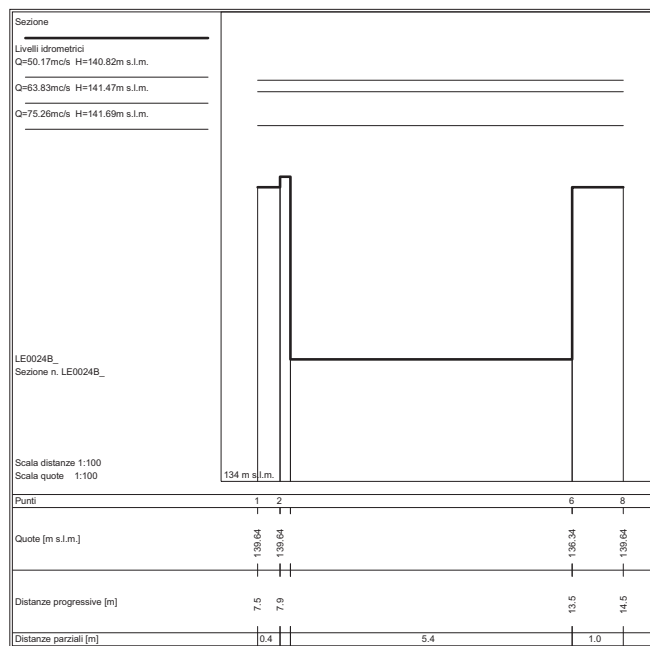 Sezione
Livelli idrometrici
Q=50.17mc/s H=140.82m s.l.m.
Q=63.83mc/s H=141.47m s.l.m.
Q=75.26mc/s H=141.69m s.l.m.
LE0024B_
Sezione n. LE0024B_
Scala distanze 1:100
Scala quote 1:100
134 m s.l.m.
Punti 1 2 6 8
Quote [m s.l.m.] 139.64 139.64 136.34 139.64
Distanze progressive [m] 7.5 7.9 13.5 14.5
Distanze parziali [m] 0.4 5.4 1.0